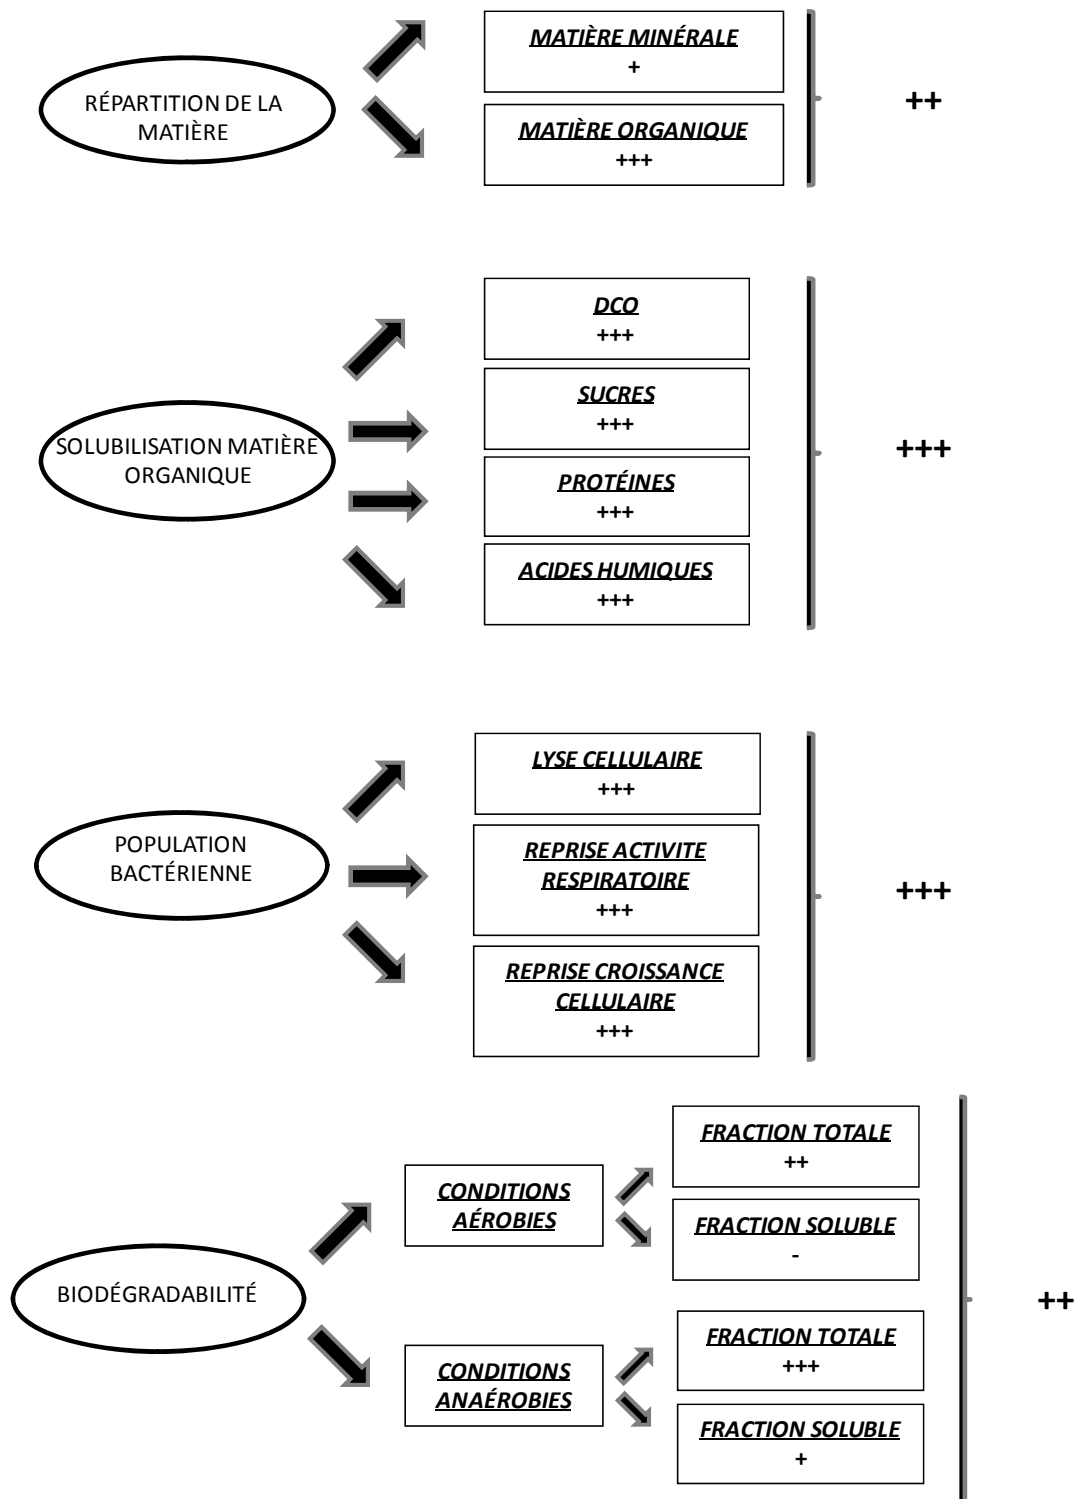 RÉPARTITION DE LA
MATIÈRE
MATIÈRE MINÉRALE
+
MATIÈRE ORGANIQUE
+++
++
SOLUBILISATION MATIÈRE
ORGANIQUE
DCO
+++
SUCRES
+++
PROTÉINES
+++
ACIDES HUMIQUES
+++
+++
POPULATION
BACTÉRIENNE
LYSE CELLULAIRE
+++
REPRISE ACTIVITE
RESPIRATOIRE
+++
REPRISE CROISSANCE
CELLULAIRE
+++
+++
BIODÉGRADABILITÉ
CONDITIONS
AÉROBIES
FRACTION TOTALE
++
FRACTION SOLUBLE
-
CONDITIONS
ANAÉROBIES
FRACTION TOTALE
+++
FRACTION SOLUBLE
+
++